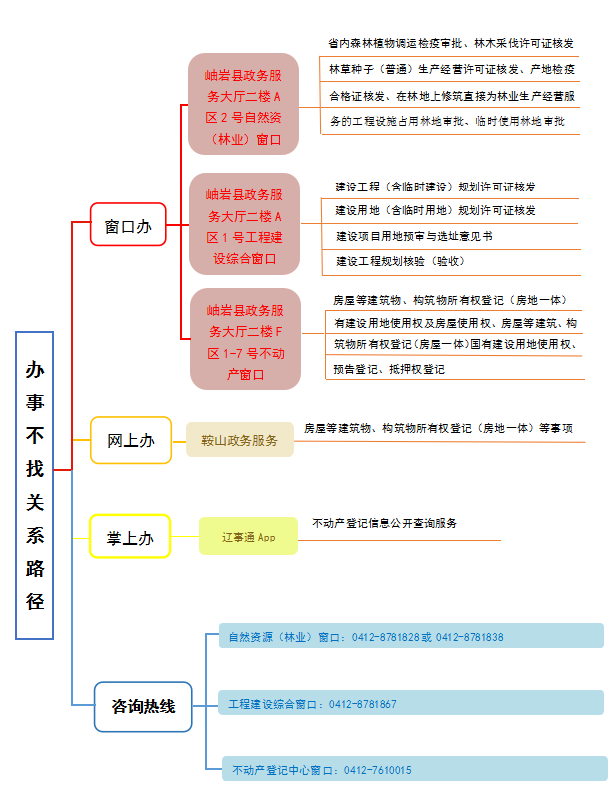 办事不找关系路径
窗口办
岫岩县政务服
务大厅二楼 A
区 2 号自然资
（林业）窗口
省内森林植物调运检疫审批、林木采伐许可证核发
林草种子（普通）生产经营许可证核发、产地检疫
合格证核发、在林地上修筑直接为林业生产经营服
务的工程设施占用林地审批、临时使用林地审批
岫岩县政务服
务大厅二楼 A
区 1 号工程建
设综合窗口
建设工程（含临时建设）规划许可证核发
建设用地（含临时用地）规划许可证核发
建设项目用地预审与选址意见书
建设工程规划核验（验收）
岫岩县政务服
务大厅二楼 F
区 1-7 号不动
产窗口
房屋等建筑物、构筑物所有权登记（房地一体）
有建设用地使用权及房屋使用权、房屋等建筑、构
筑物所有权登记（房屋一体）国有建设用地使用权、
预告登记、抵押权登记
网上办
鞍山政务服务
房屋等建筑物、构筑物所有权登记（房地一体）等事项
掌上办
辽事通 App
不动产登记信息公开查询服务
咨询热线
自然资源（林业）窗口：0412-8781828 或 0412-8781838
工程建设综合窗口：0412-8781867
不动产登记中心窗口：0412-7610015